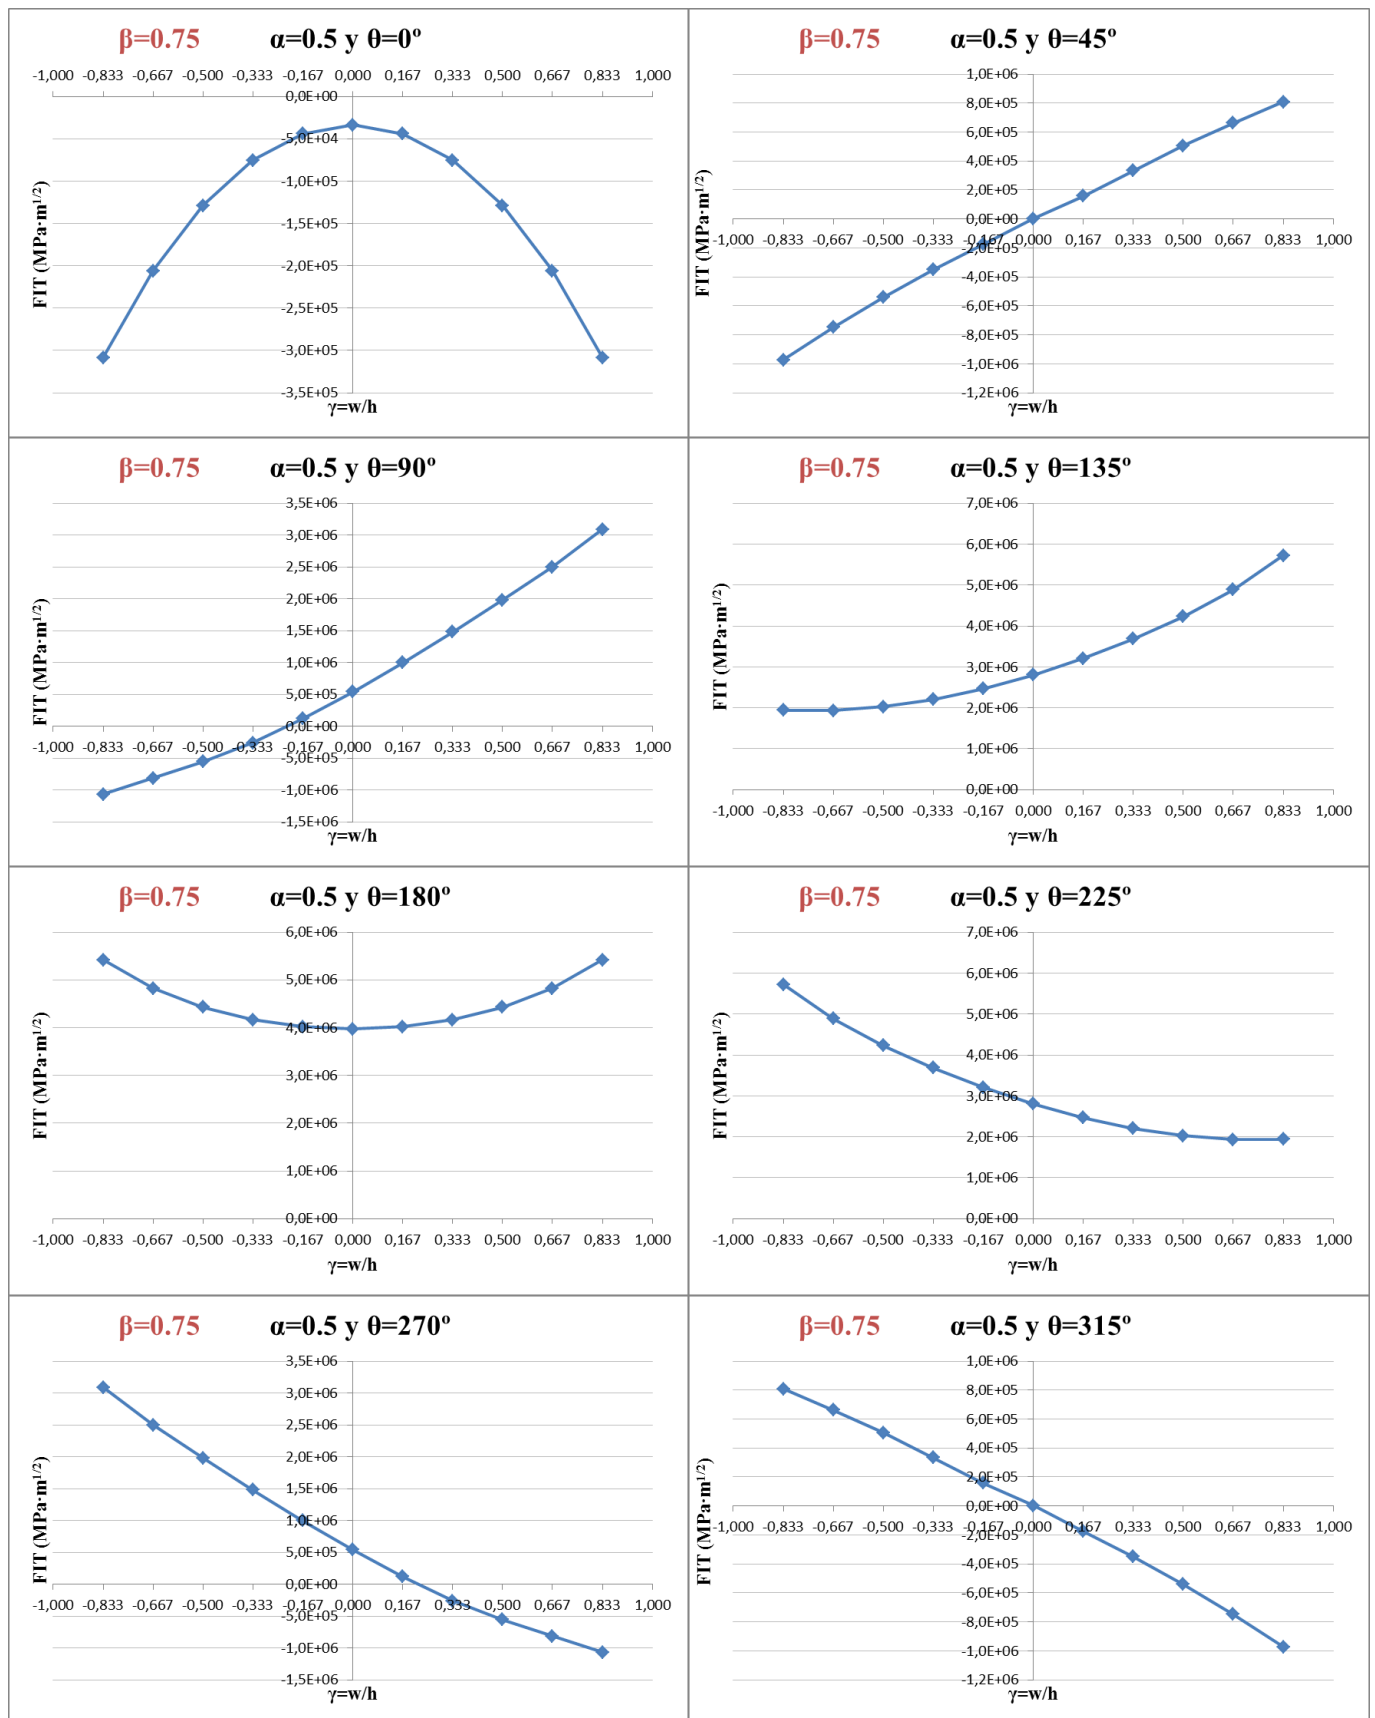 β=0.75 α=0.5 y θ=0º
-1,000 -0,833 -0,667 -0,500 -0,333 -0,167 0,000 0,167 0,333 0,500 0,667 0,833 1,000
0,0E+00
-5,0E+04
-1,0E+05
-1,5E+05
-2,0E+05
-2,5E+05
-3,0E+05
-3,5E+05
FIT (MPa·m1/2)
γ=w/h
β=0.75 α=0.5 y θ=45º
1,0E+06
8,0E+05
6,0E+05
4,0E+05
2,0E+05
0,0E+00
-1,000 -0,833 -0,667 -0,500 -0,333 -0,167 0,000 0,167 0,333 0,500 0,667 0,833 1,000
-2,0E+05
-4,0E+05
-6,0E+05
-8,0E+05
-1,0E+06
-1,2E+06
FIT (MPa·m1/2)
γ=w/h
β=0.75 α=0.5 y θ=90º
3,5E+06
3,0E+06
2,5E+06
2,0E+06
1,5E+06
1,0E+06
5,0E+05
0,0E+00
-1,000 -0,833 -0,667 -0,500 -0,333 -0,167 0,000 0,167 0,333 0,500 0,667 0,833 1,000
-5,0E+05
-1,0E+06
-1,5E+06
FIT (MPa·m1/2)
γ=w/h
β=0.75 α=0.5 y θ=135º
7,0E+06
6,0E+06
5,0E+06
4,0E+06
3,0E+06
2,0E+06
1,0E+06
0,0E+00
-1,000 -0,833 -0,667 -0,500 -0,333 -0,167 0,000 0,167 0,333 0,500 0,667 0,833 1,000
FIT (MPa·m1/2)
γ=w/h
β=0.75 α=0.5 y θ=180º
6,0E+06
5,0E+06
4,0E+06
3,0E+06
2,0E+06
1,0E+06
0,0E+00
-1,000 -0,833 -0,667 -0,500 -0,333 -0,167 0,000 0,167 0,333 0,500 0,667 0,833 1,000
FIT (MPa·m1/2)
γ=w/h
β=0.75 α=0.5 y θ=225º
7,0E+06
6,0E+06
5,0E+06
4,0E+06
3,0E+06
2,0E+06
1,0E+06
0,0E+00
-1,000 -0,833 -0,667 -0,500 -0,333 -0,167 0,000 0,167 0,333 0,500 0,667 0,833 1,000
FIT (MPa·m1/2)
γ=w/h
β=0.75 α=0.5 y θ=270º
3,5E+06
3,0E+06
2,5E+06
2,0E+06
1,5E+06
1,0E+06
5,0E+05
0,0E+00
-1,000 -0,833 -0,667 -0,500 -0,333 -0,167 0,000 0,167 0,333 0,500 0,667 0,833 1,000
-5,0E+05
-1,0E+06
-1,5E+06
FIT (MPa·m1/2)
γ=w/h
β=0.75 α=0.5 y θ=315º
1,0E+06
8,0E+05
6,0E+05
4,0E+05
2,0E+05
0,0E+00
-1,000 -0,833 -0,667 -0,500 -0,333 -0,167 0,000 0,167 0,333 0,500 0,667 0,833 1,000
-2,0E+05
-4,0E+05
-6,0E+05
-8,0E+05
-1,0E+06
-1,2E+06
FIT (MPa·m1/2)
γ=w/h